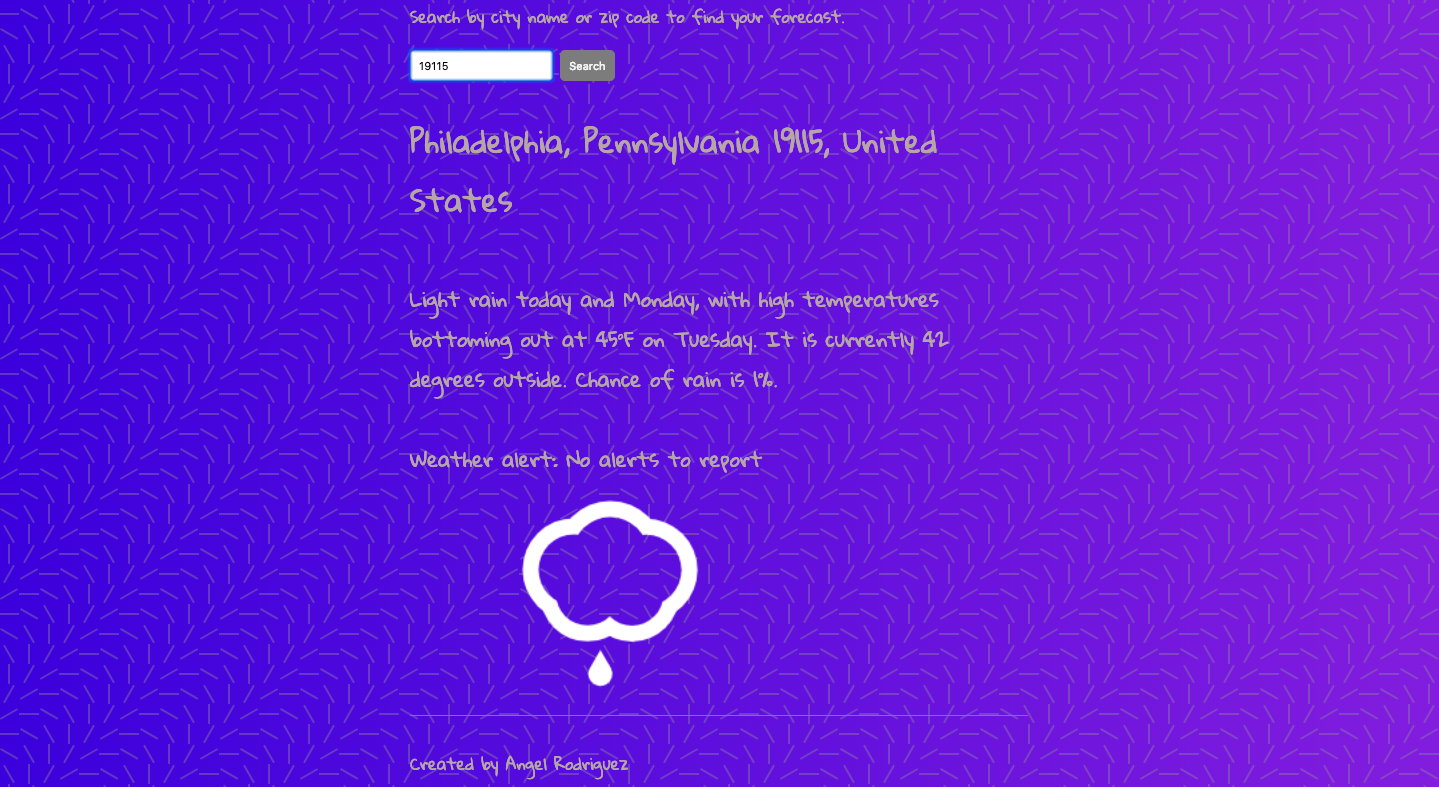 Search by city name or zip code to find your forecast.
19115 Search
Philadelphia, Pennsylvania 19115, United
States
Light rain today and Monday, with high temperatures
bottoming out at 45°F on Tuesday. It is currently 42
degrees outside. Chance of rain is 1%.
Weather alert: No alerts to report
Created by Angel Rodriguez